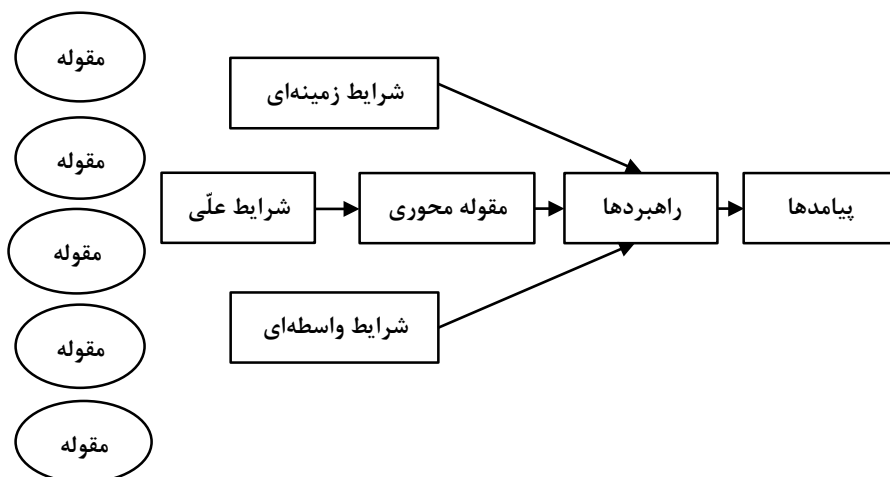 مقوله
مقوله
مقوله
مقوله
مقوله
شرایط زمینه‌ای
شرایط علّی
مقوله محوری
راهبردها
پیامدها
شرایط واسطه‌ای